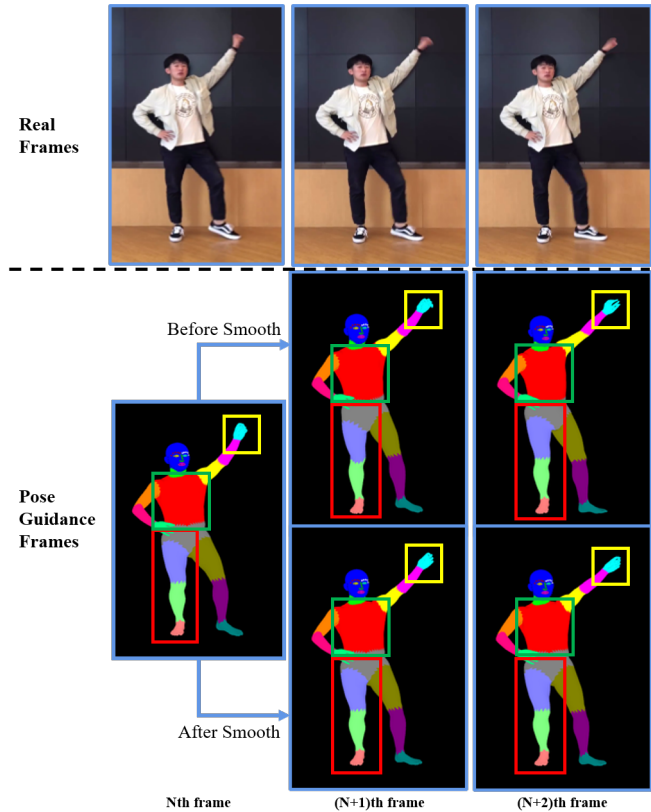 Real
Frames
Before Smooth
Pose
Guidance
Frames
After Smooth
Nth frame
(N+1)th frame
(N+2)th frame